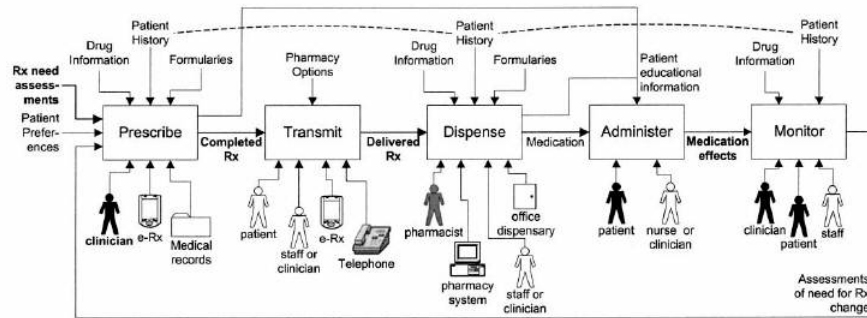 Patient
History
Patient
History
Patient
History
Drug
Information
Formularies
Pharmacy
Options
Drug
Information
Formularies
Patient
educational
information
Drug
Information
Rx need
assess-
ments
Patient
Prefer-
ences
Prescribe
Completed
Rx
Transmit
Delivered
Rx
Dispense
Medication
Administer
Medication
effects
Monitor
clinician
e-Rx
Medical
records
patient
staff or
clinician
e-Rx
Telephone
pharmacist
pharmacy
system
office
dispensary
staff or
clinician
patient
nurse or
clinician
clinician
patient
staff
Assessments
of need for Rx
change